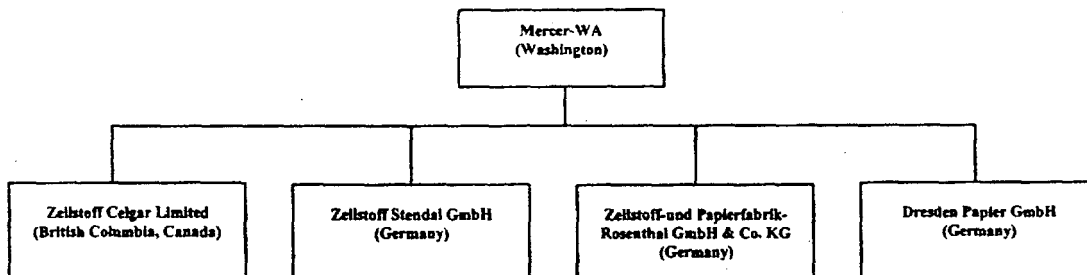 Mercer-WA
(Washington)
Zellstoff Celgar Limited
(British Columbia, Canada)
Zellstoff Stendal GmbH
(Germany)
Zellstoff-und Papierfabrik-
Rosenthal GmbH & Co. KG
(Germany)
Dresden Papier GmbH
(Germany)